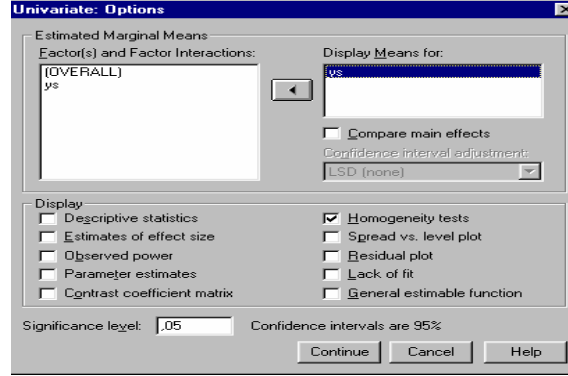 Univariate: Options
Estimated Marginal Means
Factor(s) and Factor Interactions:
(OVERALL)
ys
Display Means for:
ys
Compare main effects
Confidence interval adjustment:
LSD (none)
Display
Descriptive statistics
Estimates of effect size
Observed power
Parameter estimates
Contrast coefficient matrix
Homogeneity tests
Spread vs. level plot
Residual plot
Lack of fit
General estimable function
Significance level: ,05 Confidence intervals are 95%
Continue Cancel Help